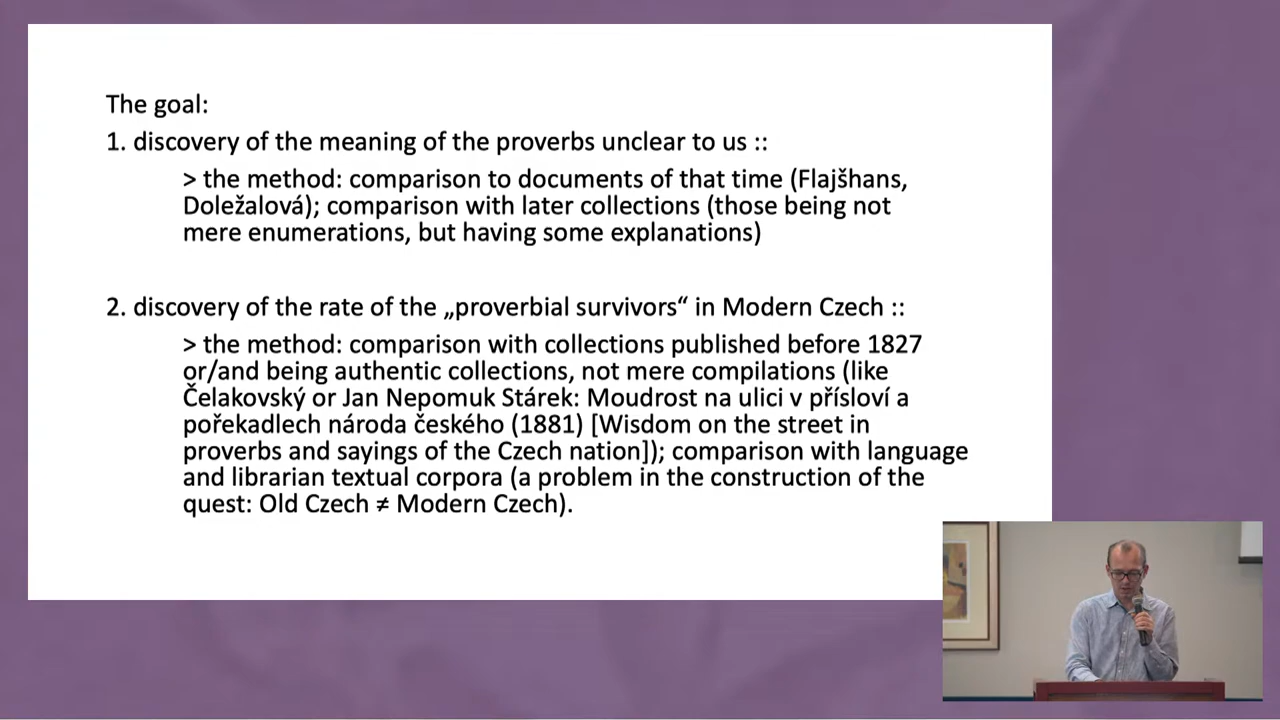 The goal:
1. discovery of the meaning of the proverbs unclear to us ::
> the method: comparison to documents of that time (Flajšhans,
Doležalová); comparison with later collections (those being not
mere enumerations, but having some explanations)
2. discovery of the rate of the „proverbial survivors“ in Modern Czech ::
> the method: comparison with collections published before 1827
or/and being authentic collections, not mere compilations (like
Čelakovský or Jan Nepomuk Stárek: Moudrost na ulici v přísloví a
pořekadlech národa českého (1881) [Wisdom on the street in
proverbs and sayings of the Czech nation]); comparison with language
and librarian textual corpora (a problem in the construction of the
quest: Old Czech ≠ Modern Czech).